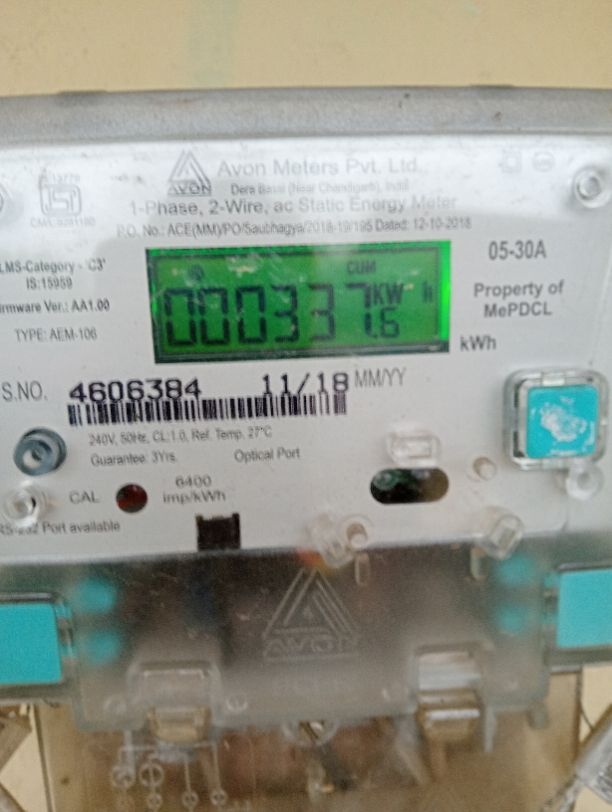 Avon Meters Pvt. Ltd.
AVON
Dera Bassi (Near Chandigarh), India
1-Phase, 2-Wire, ac Static Energy Meter
P.O. No.: ACE(MM)/PO/Saubhagya/2018-19/195 Dated: 12-10-2018
LMS-Category - 'C3'
IS:15959
Firmware Ver.: AA1.00
TYPE: AEM-106
CUM
000337.6 KW h
05-30A
Property of
MePDCL
kWh
S.NO. 4606384 11/18 MM/YY
240V, 50Hz, CL:1.0, Ref. Temp. 27°C
Guarantee: 3Yrs. Optical Port
CAL 6400
imp/kWh
RS-232 Port available
AVON